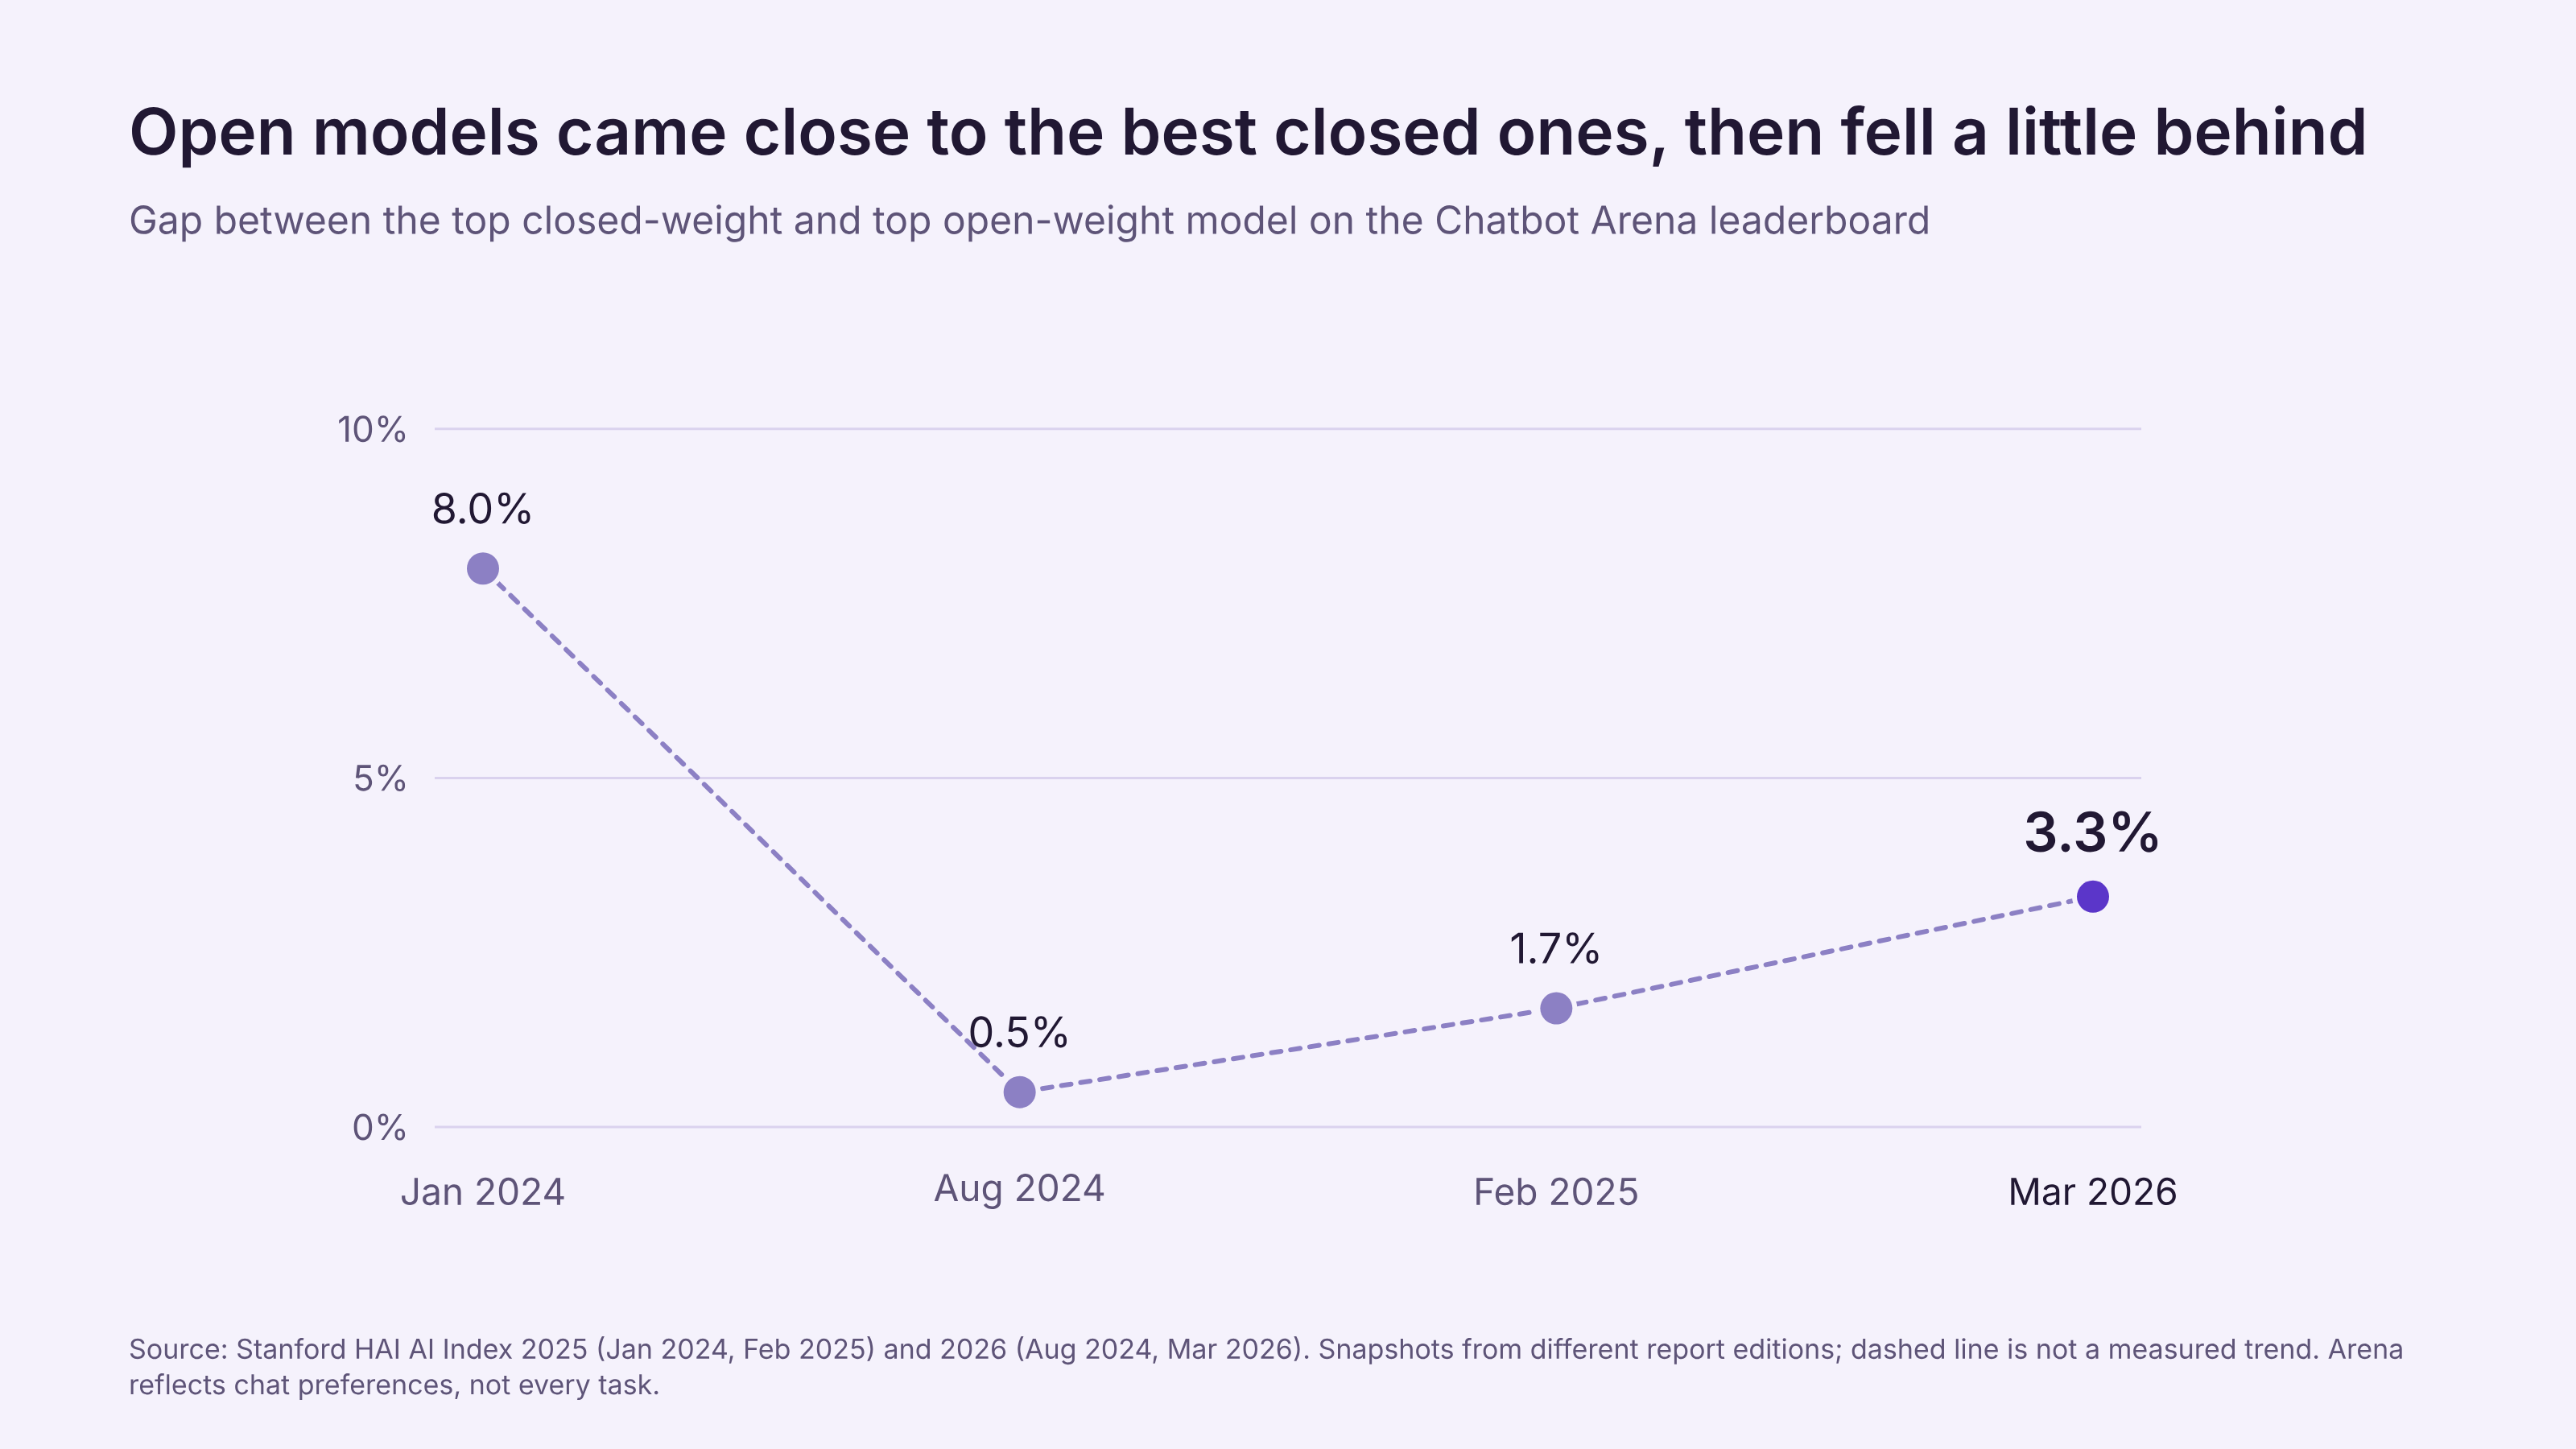 Open models came close to the best closed ones, then fell a little behind
Gap between the top closed-weight and top open-weight model on the Chatbot Arena leaderboard
10%
8.0%
5%
3.3%
1.7%
0.5%
0%
Jan 2024
Aug 2024
Feb 2025
Mar 2026
Source: Stanford HAI AI Index 2025 (Jan 2024, Feb 2025) and 2026 (Aug 2024, Mar 2026). Snapshots from different report editions; dashed line is not a measured trend. Arena
reflects chat preferences, not every task.